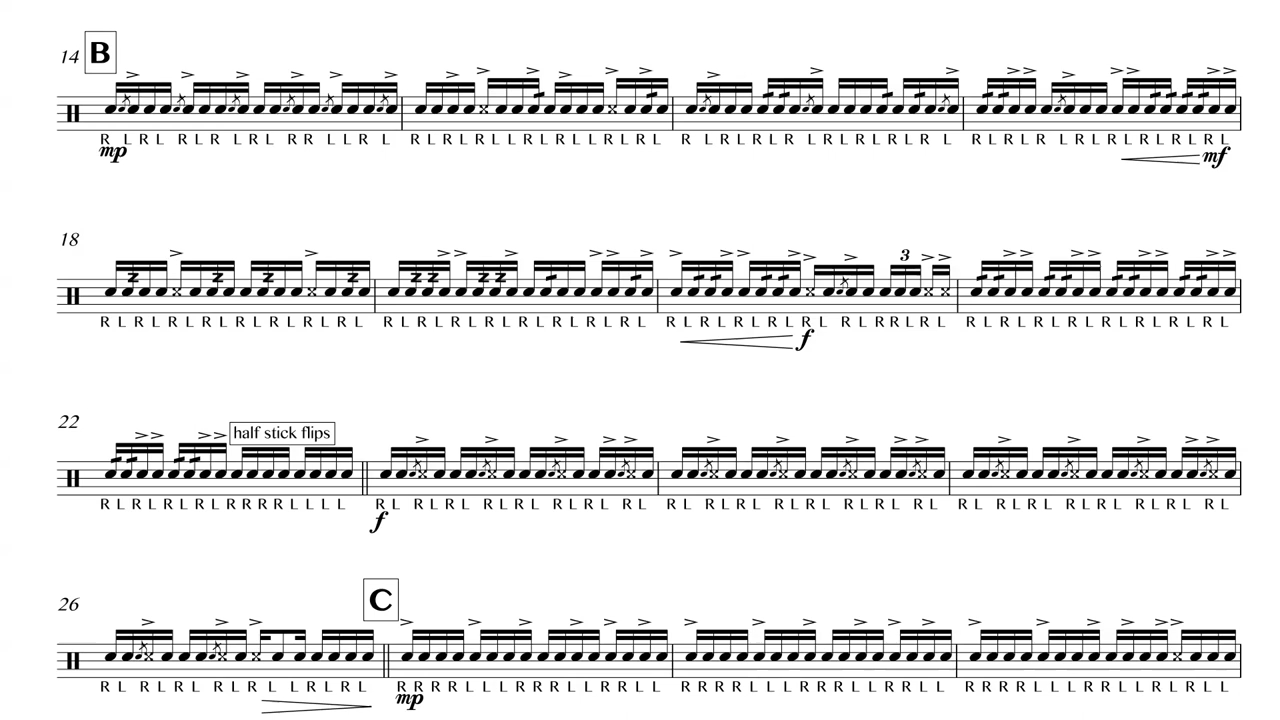 14 B
R L R L R L R L R L R R L L R L R L R L R L R L R L R L R L R L R L R L R L R L R L R L R L R L R L R L R L R L R L R L R L R L
mp mf
18
3
R L R L R L R L R L R L R L R L R L R L R L R L R L R L R L R L R L R L R L R L R L R L R R L R L R L R L R L R L R L R L R L R L
f
22 half stick flips
R L R L R L R L R R R R L L L L R L R L R L R L R L R L R L R L R L R L R L R L R L R L R L R L R L R L R L R L R L R L R L R L
f
26 C
R L R L R L R L R L L R L R L R R R R L L L R R L L R L R L L R R R R R L L L R R R L L R R L L R R R R L L L R R L L R L R L L R
mp